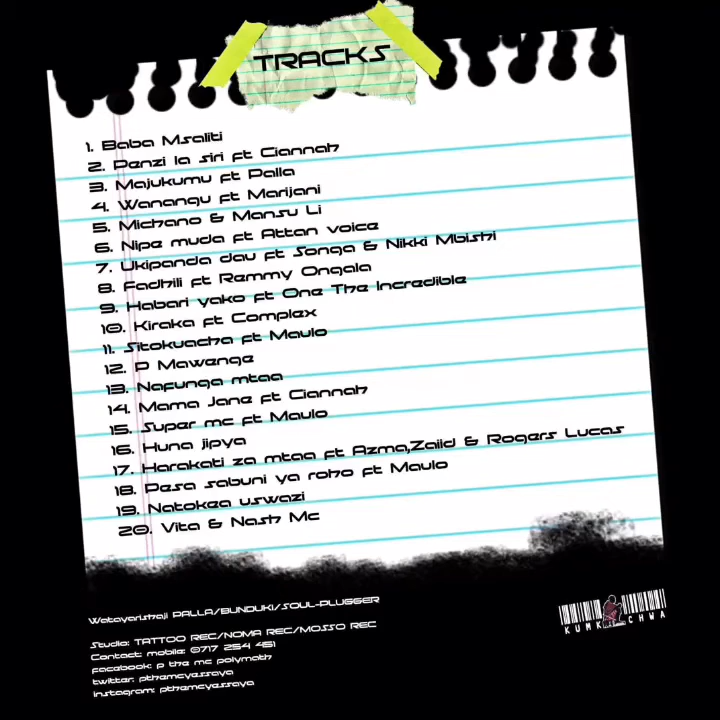 TRACKS
1. Baba Msaliti
2. Penzi la siri ft Ciannah
3. Majukumu ft Palla
4. Wanangu ft Marijani
5. Michano & Mansu Li
6. Nipe muda ft Attan voice
7. Ukipanda dau ft Songa & Nikki Mbishi
8. Fadhili ft Remmy Ongala
9. Habari yako ft One The Incredible
10. Kiraka ft Complex
11. Sitokuacha ft Maulo
12. P Mawenge
13. Nafunga mtaa
14. Mama Jane ft Ciannah
15. Super mc ft Maulo
16. Huna jipya
17. Harakati za mtaa ft Azma,Zaiid & Rogers Lucas
18. Pesa sabuni ya roho ft Maulo
19. Natokea uswazi
20. Vita & Nash Mc
Watayarishaji PALLA/BUNDUKI/SOUL-PLUGGER
Studio: TATTOO REC/NOMA REC/MOSSO REC
Contact: mobile: 0717 254 451
facebook: p the mc polymath
twitter: pthemcyessaya
instagram: pthemcyessaya
KUMKICHWA